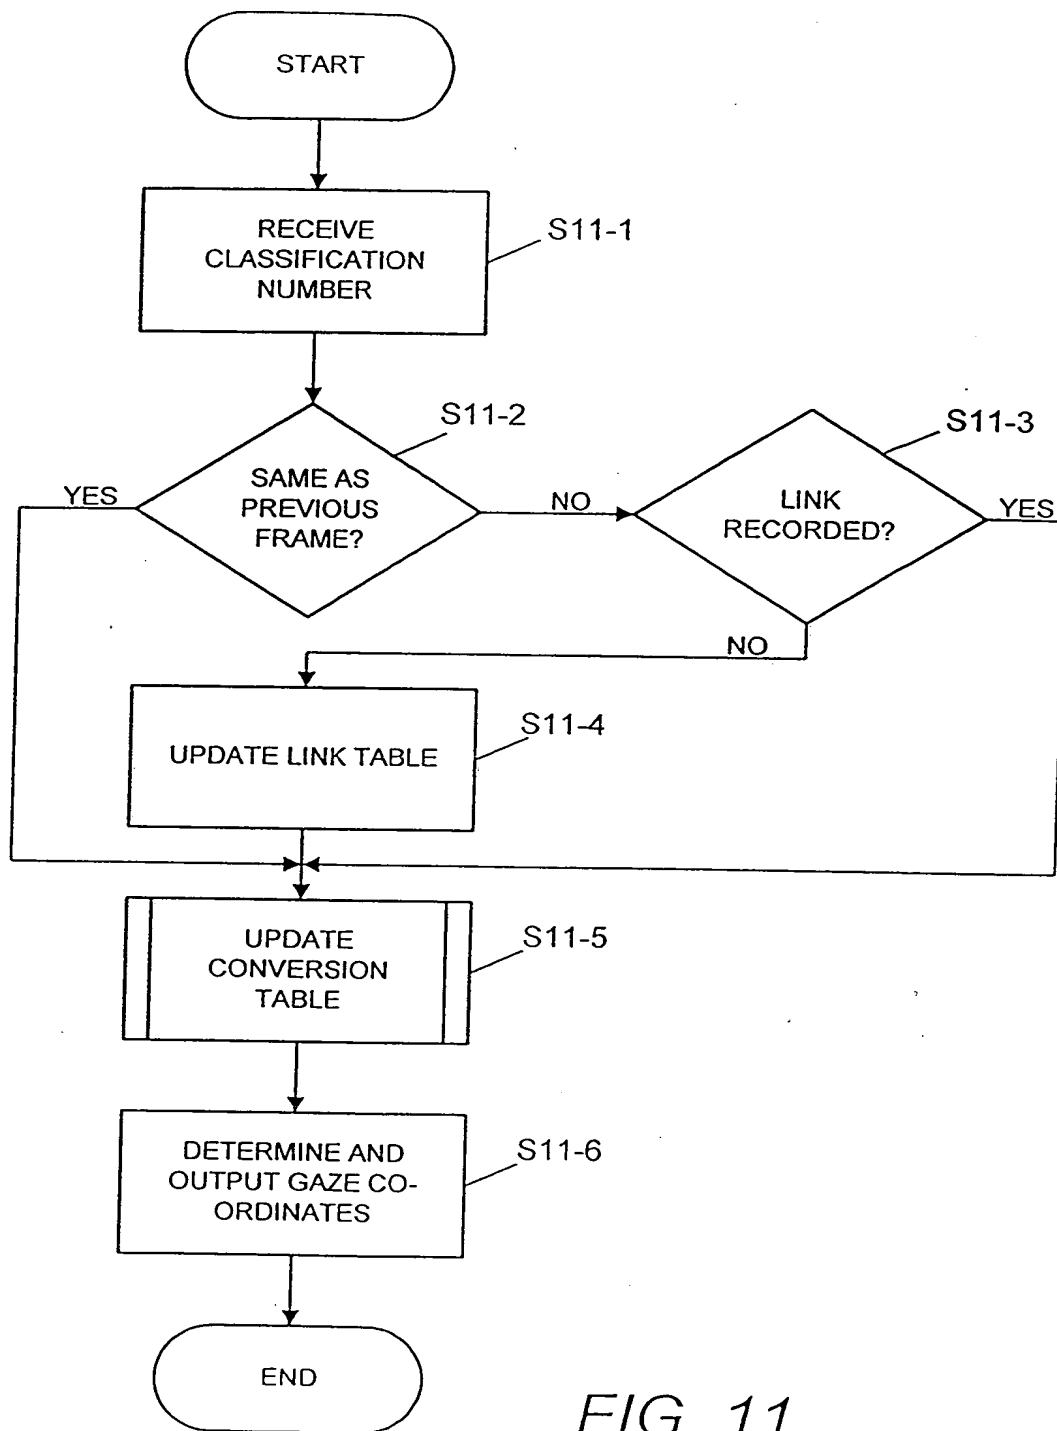 START
RECEIVE
CLASSIFICATION
NUMBER
S11-1
S11-2
S11-3
SAME AS
PREVIOUS
FRAME?
YES
NO
LINK
RECORDED?
YES
NO
UPDATE LINK TABLE
S11-4
UPDATE
CONVERSION
TABLE
S11-5
DETERMINE AND
OUTPUT GAZE CO-
ORDINATES
S11-6
END
FIG. 11